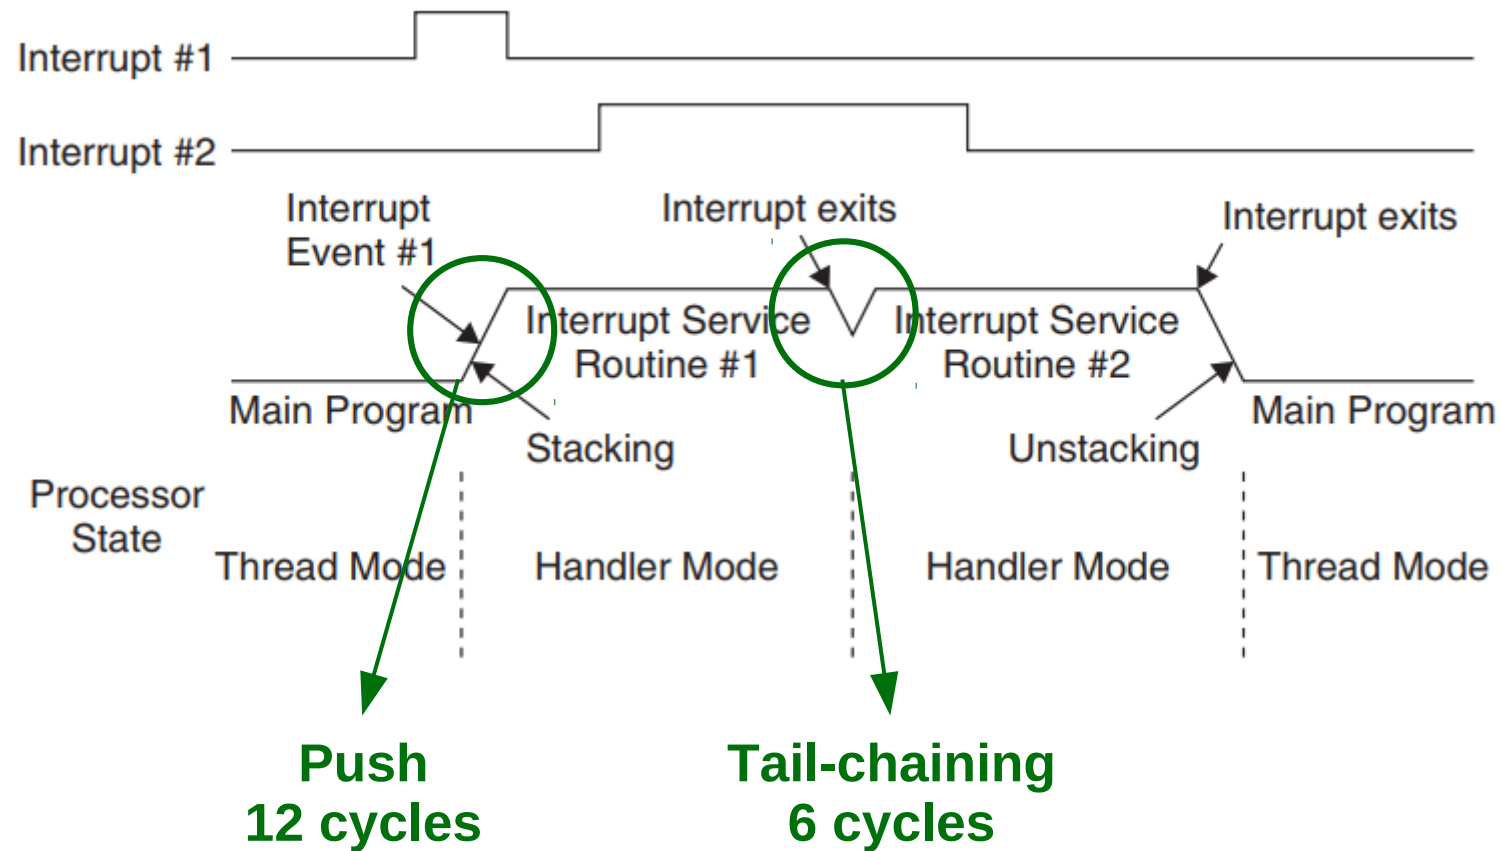 Interrupt #1
Interrupt #2
Interrupt
Event #1
Interrupt exits
Interrupt exits
Interrupt Service
Routine #1
Interrupt Service
Routine #2
Main Program
Stacking
Unstacking
Main Program
Processor
State
Thread Mode
Handler Mode
Handler Mode
Thread Mode
Push
12 cycles
Tail-chaining
6 cycles